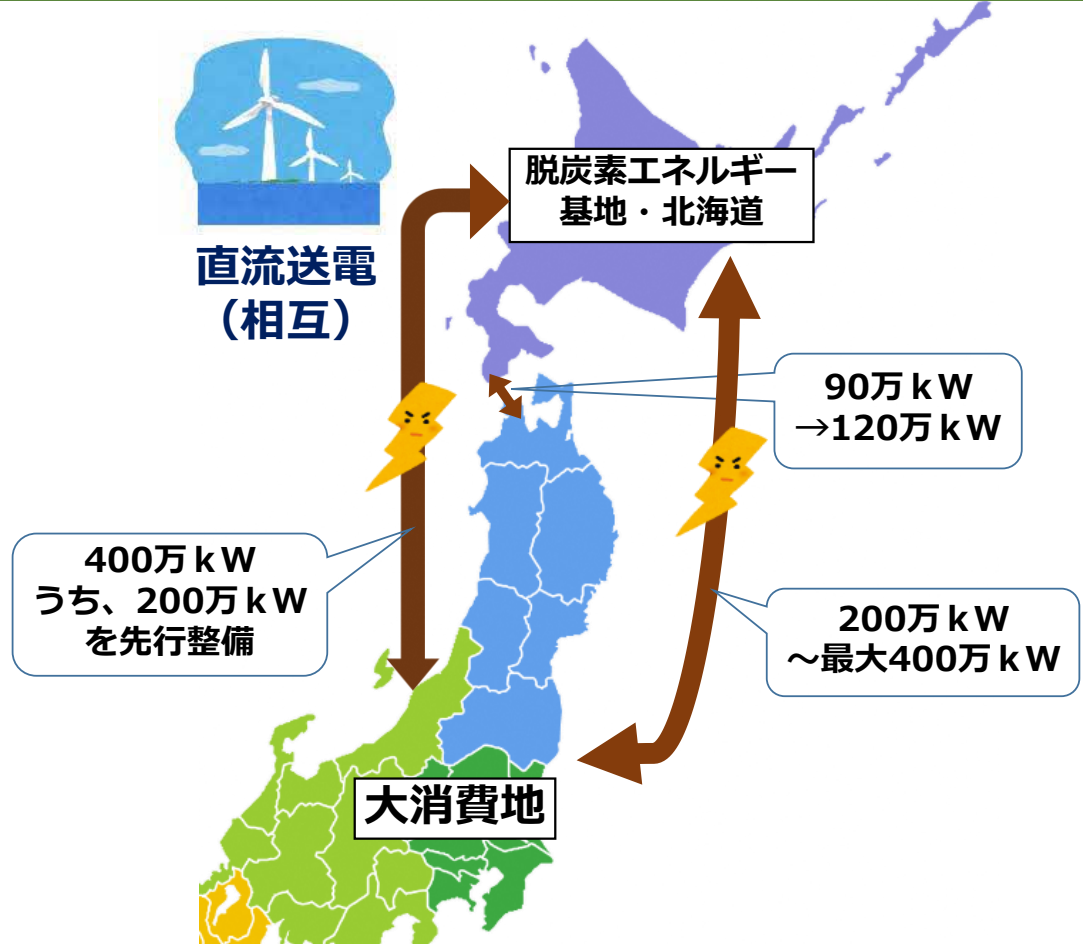 脱炭素エネルギー
基地・北海道
直流送電
（相互）
90万ｋＷ
→120万ｋＷ
400万ｋＷ
うち、200万ｋＷ
を先行整備
200万ｋＷ
～最大400万ｋＷ
大消費地